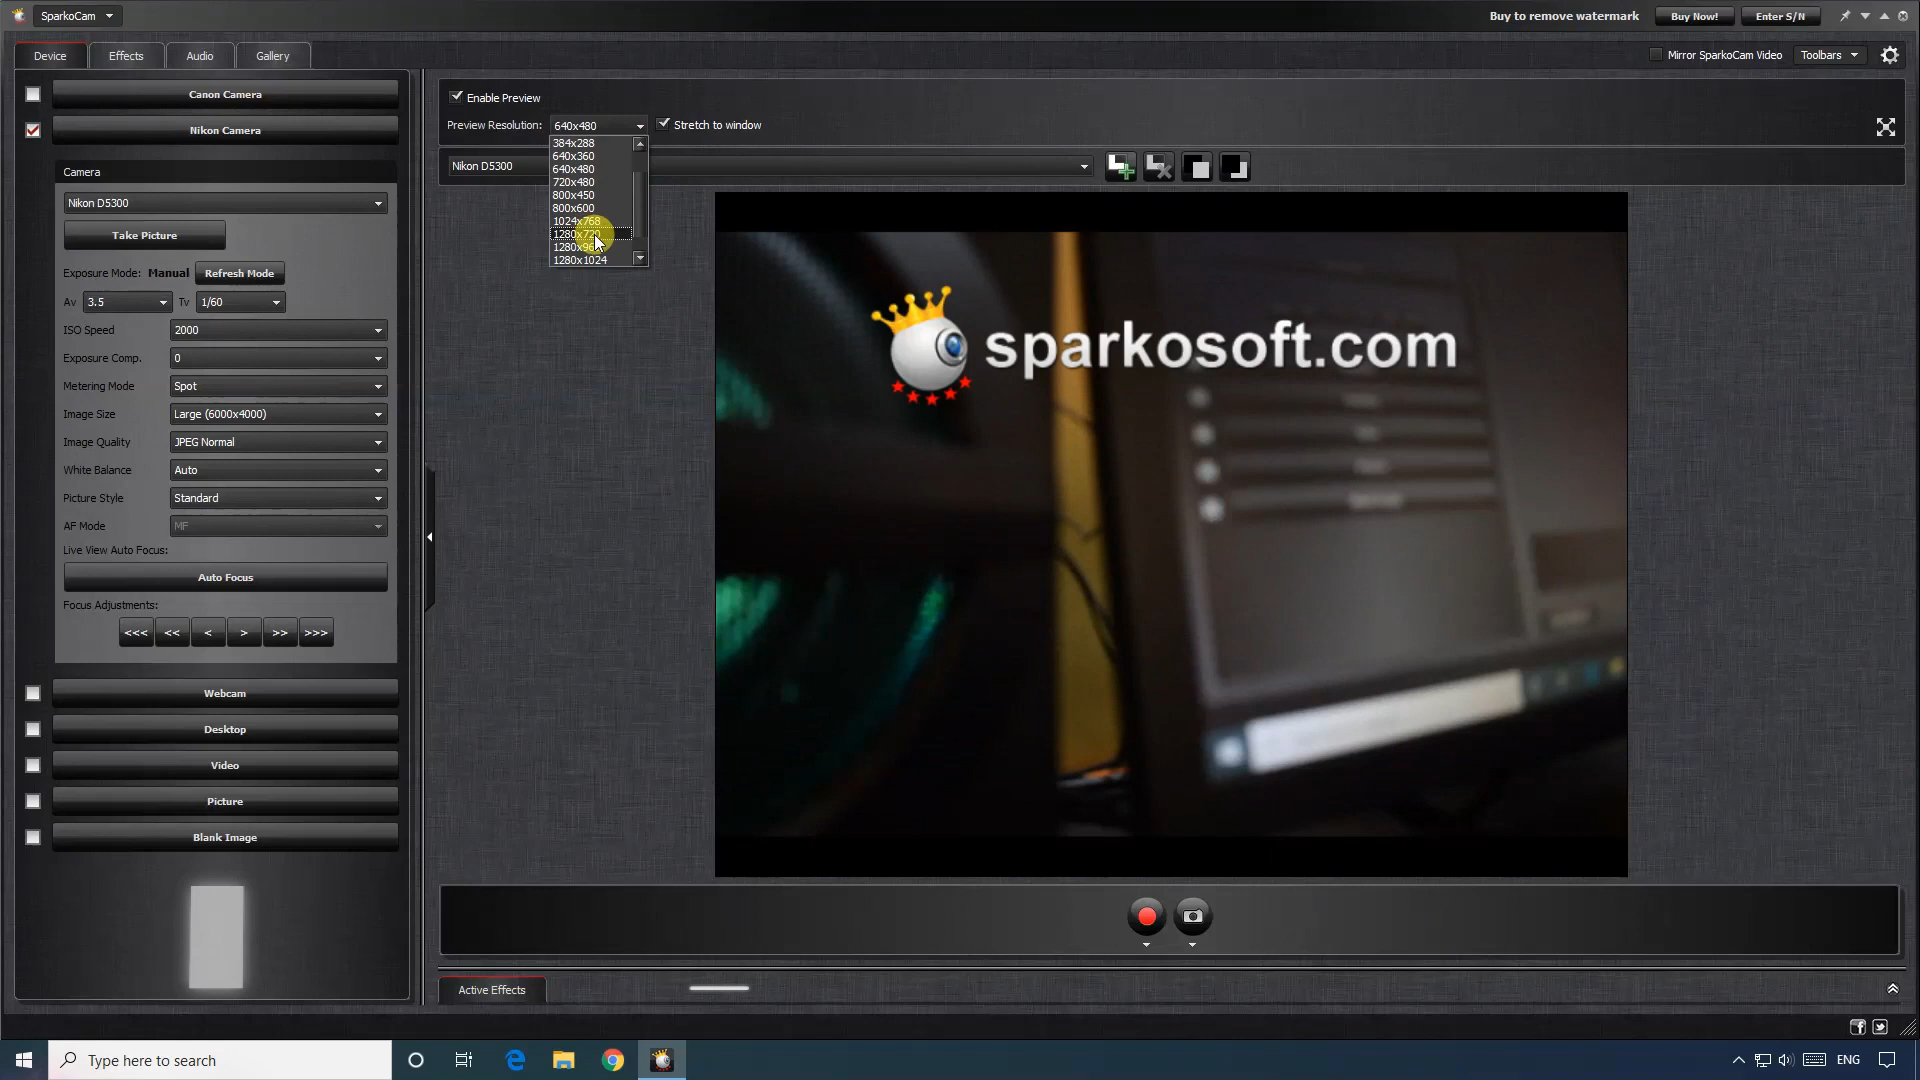 SparkoCam
Buy to remove watermark
Buy Now!
Enter S/N
Device
Effects
Audio
Gallery
Mirror SparkoCam Video
Toolbars
Canon Camera
Nikon Camera
Camera
Nikon D5300
Take Picture
Exposure Mode: Manual Refresh Mode
Av 3.5 Tv 1/60
ISO Speed 2000
Exposure Comp. 0
Metering Mode Spot
Image Size Large (6000x4000)
Image Quality JPEG Normal
White Balance Auto
Picture Style Standard
AF Mode MF
Live View Auto Focus:
Auto Focus
Focus Adjustments:
<<< << < > >> >>>
Webcam
Desktop
Video
Picture
Blank Image
Enable Preview
Preview Resolution: 640x480 Stretch to window
384x288
640x360
640x480
720x480
800x450
800x600
1024x768
1280x720
1280x960
1280x1024
Nikon D5300
sparkosoft.com
Active Effects
Type here to search
ENG